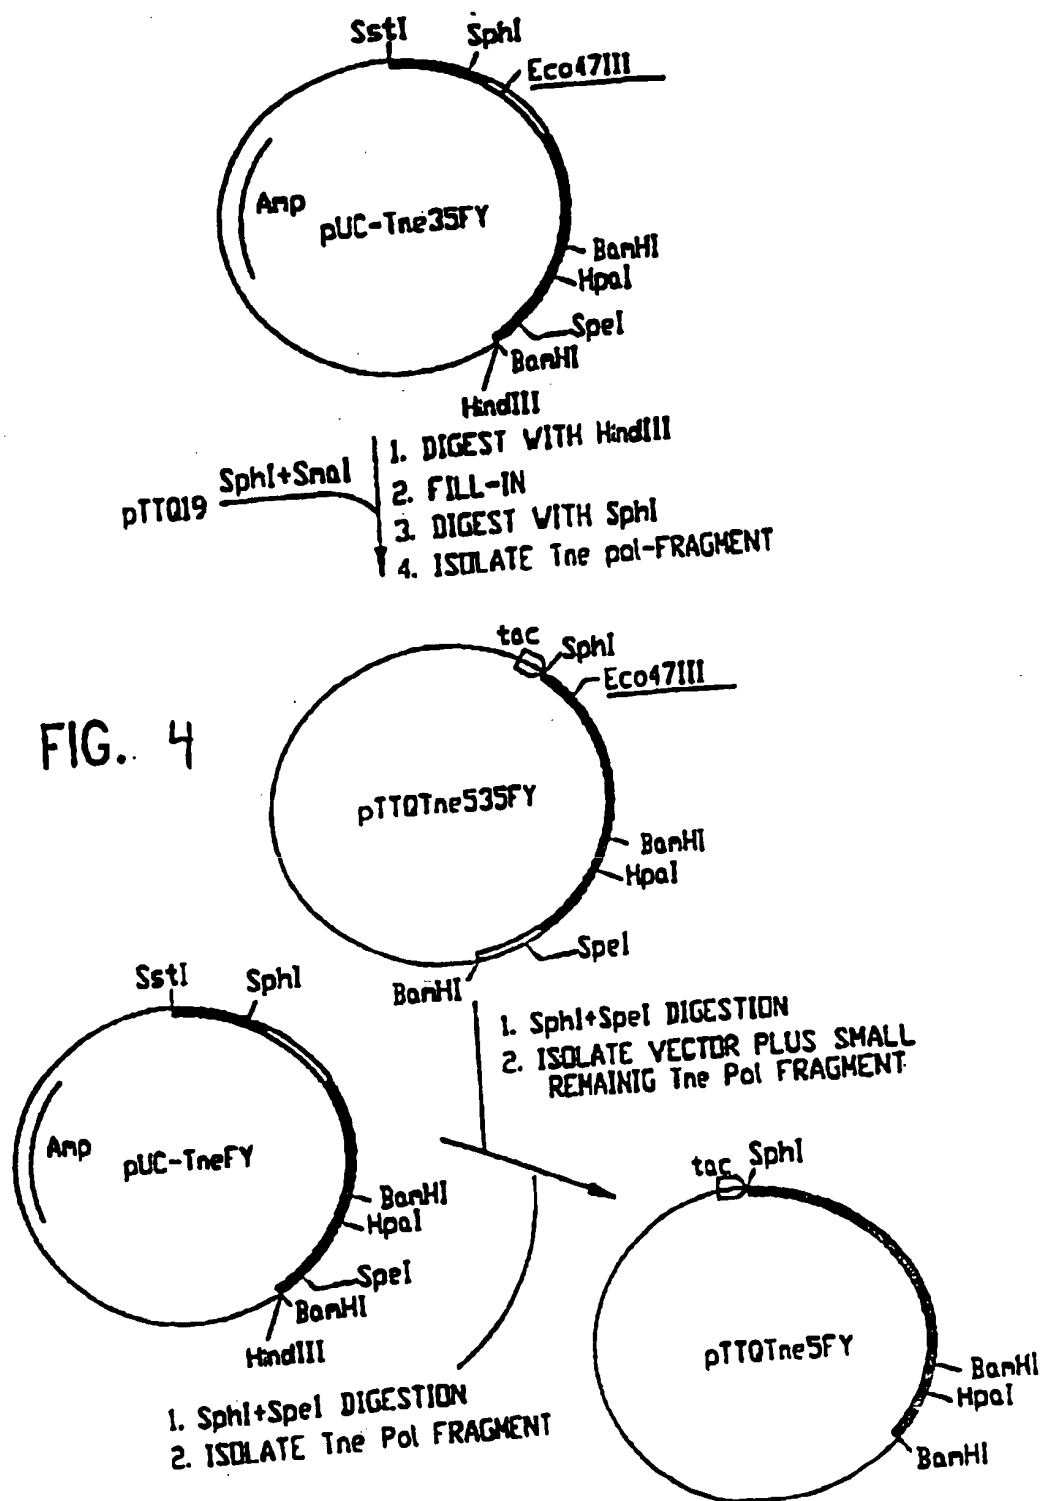 SstI
SphI
Eco47III
Amp
pUC-Tne35FY
BamHI
HpaI
SpeI
BamHI
HindIII
pTTQ19
SphI+SmaI
1. DIGEST WITH HindIII
2. FILL-IN
3. DIGEST WITH SphI
4. ISOLATE Tne pol-FRAGMENT
FIG. 4
tac
SphI
Eco47III
pTTQTne535FY
BamHI
HpaI
SpeI
BamHI
1. SphI+SpeI DIGESTION
2. ISOLATE VECTOR PLUS SMALL
REMAINIG Tne Pol FRAGMENT
SstI
SphI
Amp
pUC-TneFY
BamHI
HpaI
SpeI
BamHI
HindIII
1. SphI+SpeI DIGESTION
2. ISOLATE Tne Pol FRAGMENT
tac
SphI
pTTQTne5FY
BamHI
HpaI
BamHI